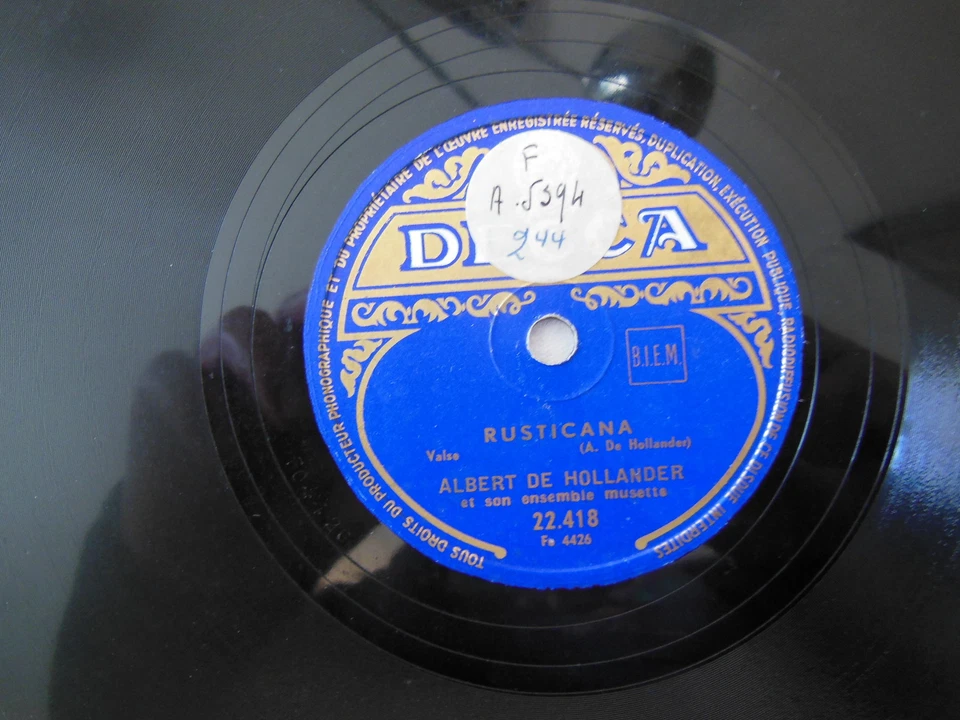 TOUS DROITS DU PRODUCTEUR PHONOGRAPHIQUE ET DU PROPRIÉTAIRE DE L'ŒUVRE ENREGISTRÉE RÉSERVÉS, DUPLICATION, EXÉCUTION PUBLIQUE, RADIODIFFUSION DE CE DISQUE INTERDITES
F
A.5394
244
DECCA
B.I.E.M.
RUSTICANA
Valse (A. De Hollander)
ALBERT DE HOLLANDER
et son ensemble musette
22.418
Fe 4426